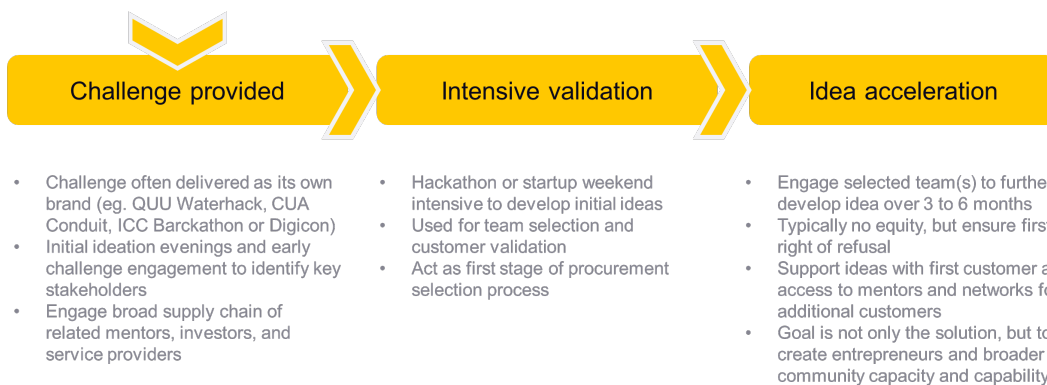 Challenge provided
Intensive validation
Idea acceleration
• Challenge often delivered as its own
brand (eg. QUU Waterhack, CUA
Conduit, ICC Barckathon or Digicon)
• Initial ideation evenings and early
challenge engagement to identify key
stakeholders
• Engage broad supply chain of
related mentors, investors, and
service providers
• Hackathon or startup weekend
intensive to develop initial ideas
• Used for team selection and
customer validation
• Act as first stage of procurement
selection process
• Engage selected team(s) to
develop idea over 3 to 6 months
• Typically no equity, but ensure
right of refusal
• Support ideas with first customer
access to mentors and networks
additional customers
• Goal is not only the solution, but
create entrepreneurs and broader
community capacity and capability